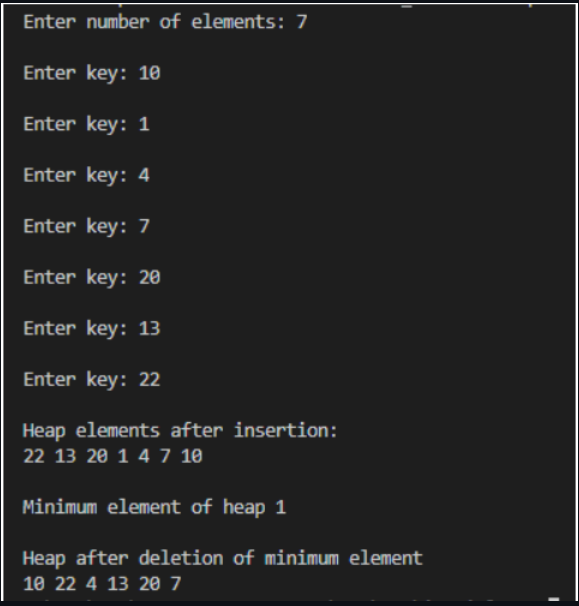 Enter number of elements: 7
Enter key: 10
Enter key: 1
Enter key: 4
Enter key: 7
Enter key: 20
Enter key: 13
Enter key: 22
Heap elements after insertion:
22 13 20 1 4 7 10
Minimum element of heap 1
Heap after deletion of minimum element
10 22 4 13 20 7